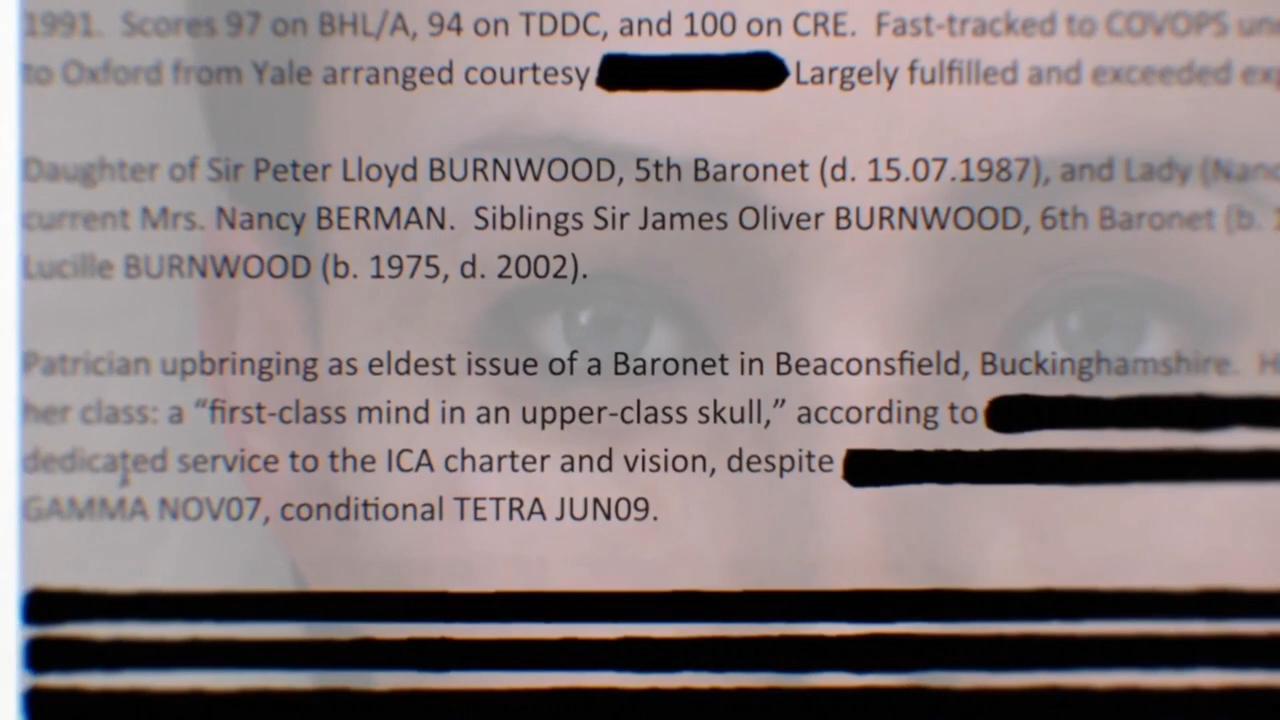 1991. Scores 97 on BHL/A, 94 on TDDC, and 100 on CRE. Fast-tracked to COVOPS
to Oxford from Yale arranged courtesy Largely fulfilled and exceeded
Daughter of Sir Peter Lloyd BURNWOOD, 5th Baronet (d. 15.07.1987), and Lady
current Mrs. Nancy BERMAN. Siblings Sir James Oliver BURNWOOD, 6th Baronet (b.
Lucille BURNWOOD (b. 1975, d. 2002).
Patrician upbringing as eldest issue of a Baronet in Beaconsfield, Buckinghamshire.
her class: a “first-class mind in an upper-class skull,” according to
dedicated service to the ICA charter and vision, despite
GAMMA NOV07, conditional TETRA JUN09.